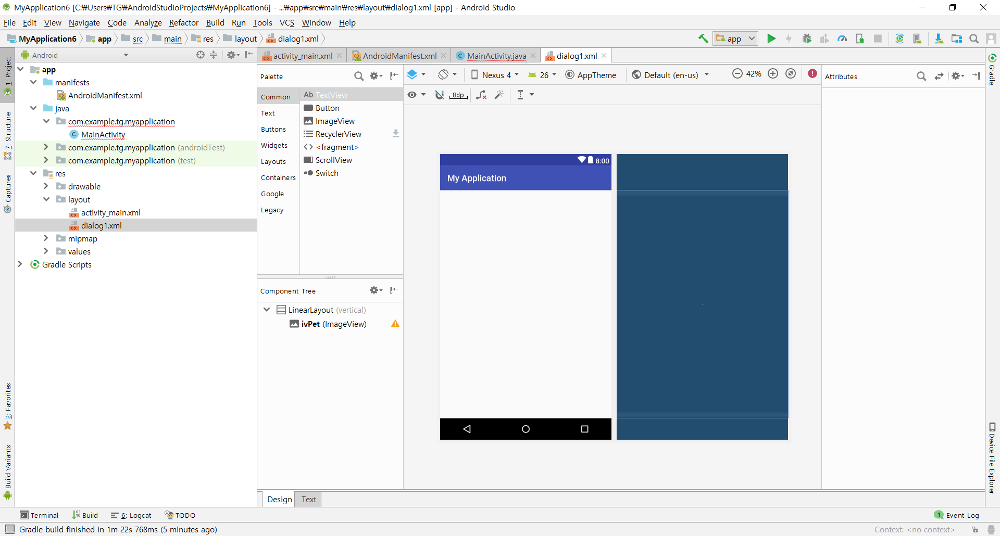 MyApplication6 [C:₩Users₩TG₩AndroidStudioProjects₩MyApplication6] - ...₩app₩src₩main₩res₩layout₩dialog1.xml [app] - Android Studio
File Edit View Navigate Code Analyze Refactor Build Run Tools VCS Window Help
MyApplication6 app src main res layout dialog1.xml
app
1: Project
7: Structure
Captures
2: Favorites
Build Variants
Android
app
manifests
AndroidManifest.xml
java
com.example.tg.myapplication
MainActivity
com.example.tg.myapplication (androidTest)
com.example.tg.myapplication (test)
res
drawable
layout
activity_main.xml
dialog1.xml
mipmap
values
Gradle Scripts
activity_main.xml AndroidManifest.xml MainActivity.java dialog1.xml
Palette
Common
Text
Buttons
Widgets
Layouts
Containers
Google
Legacy
Ab TextView
Button
ImageView
RecyclerView
<fragment>
ScrollView
Switch
Component Tree
LinearLayout (vertical)
ivPet (ImageView)
Nexus 4 26 AppTheme Default (en-us) 42%
8dp
8:00
My Application
Attributes
Gradle
Device File Explorer
Design Text
Terminal Build 6: Logcat TODO
1 Event Log
Gradle build finished in 1m 22s 768ms (5 minutes ago)
Context: <no context>